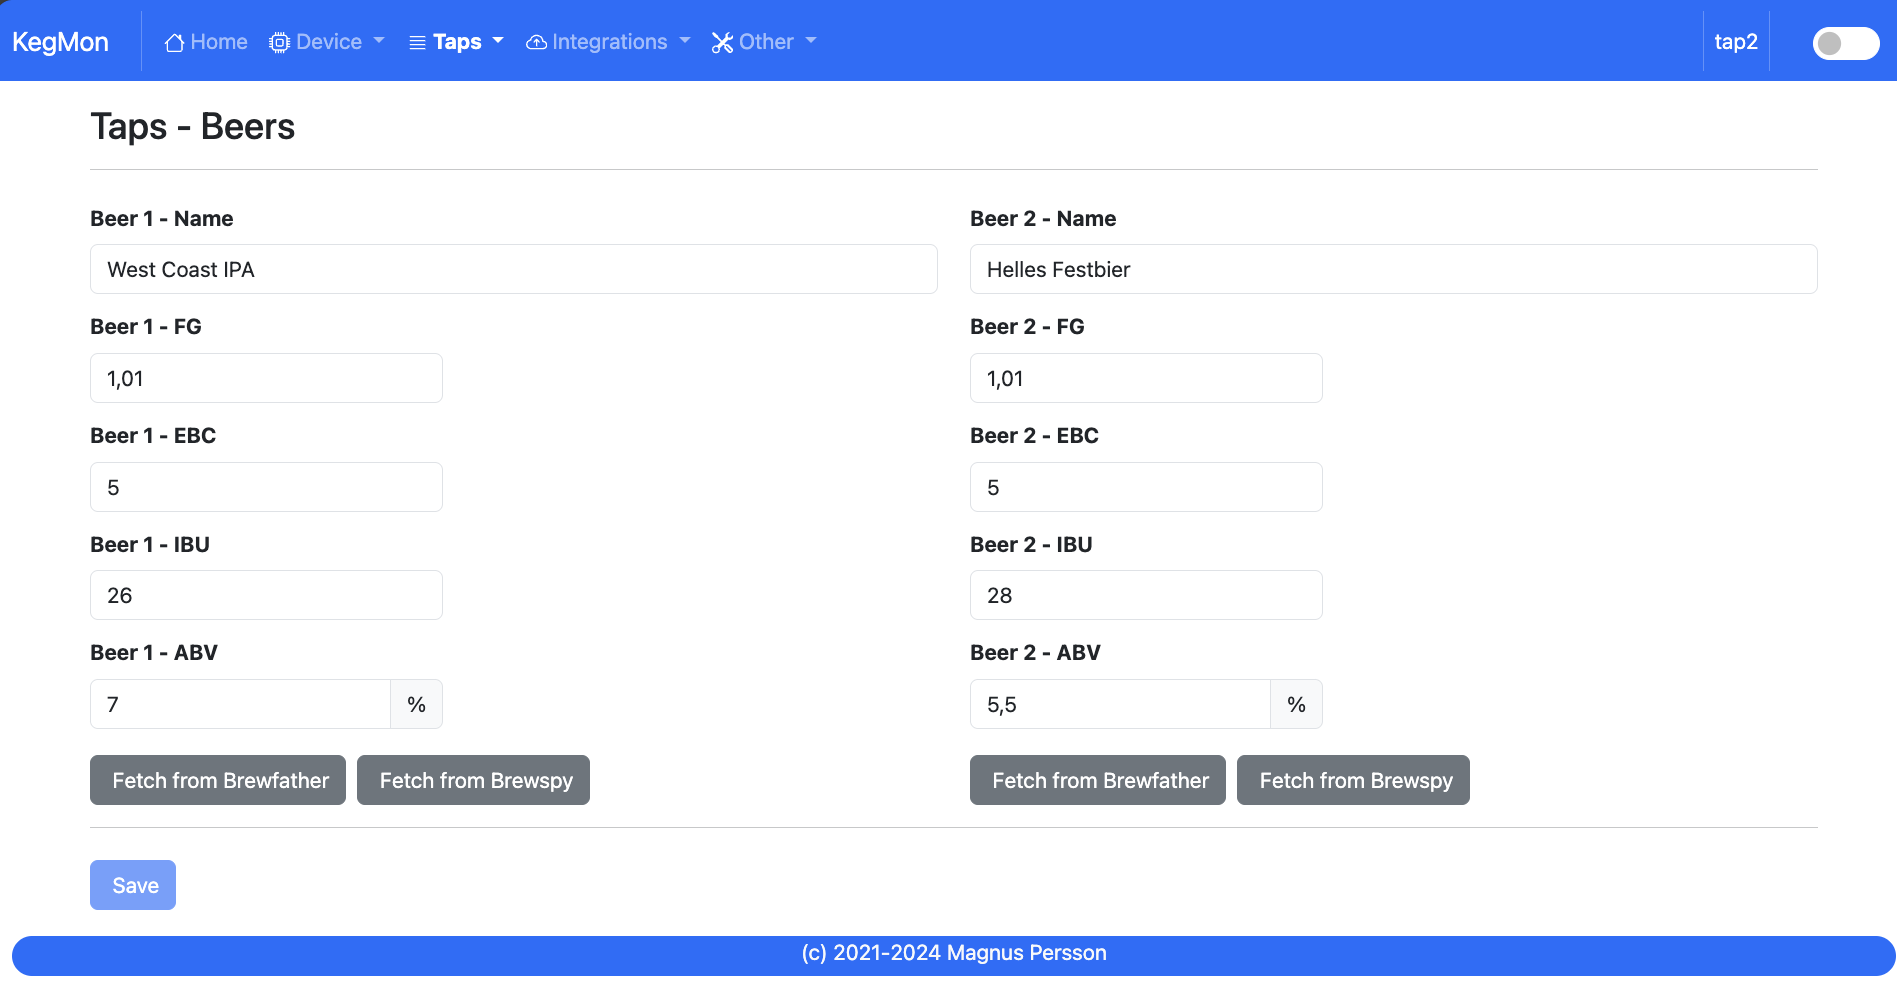 KegMon Home Device Taps Integrations Other tap2
Taps - Beers
Beer 1 - Name
West Coast IPA
Beer 1 - FG
1,01
Beer 1 - EBC
5
Beer 1 - IBU
26
Beer 1 - ABV
7 %
Fetch from Brewfather Fetch from Brewspy
Beer 2 - Name
Helles Festbier
Beer 2 - FG
1,01
Beer 2 - EBC
5
Beer 2 - IBU
28
Beer 2 - ABV
5,5 %
Fetch from Brewfather Fetch from Brewspy
Save
(c) 2021-2024 Magnus Persson